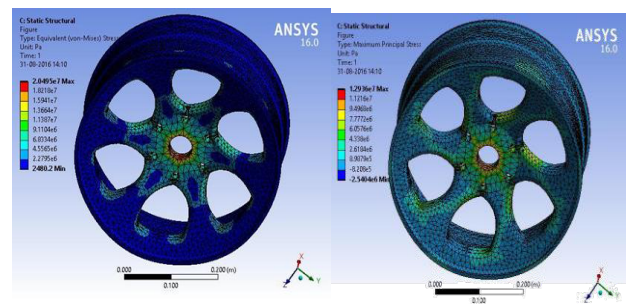 C: Static Structural
Figure
Type: Equivalent (von-Mises) Stress
Unit: Pa
Time: 1
31-08-2016 14:10
2.0495e7 Max
1.8218e7
1.5941e7
1.3664e7
1.1387e7
9.1104e6
6.8334e6
4.5565e6
2.2795e6
2480.2 Min
ANSYS
16.0
0.000
0.200 (m)
0.100
X
Y
Z
C: Static Structural
Figure
Type: Maximum Principal Stress
Unit: Pa
Time: 1
31-08-2016 14:10
1.2936e7 Max
1.1216e7
9.4968e6
7.7772e6
6.0576e6
4.338e6
2.6184e6
8.9879e5
-8.208e5
-2.5404e6 Min
ANSYS
16.0
0.000
0.200 (m)
0.100
X
Y
Z